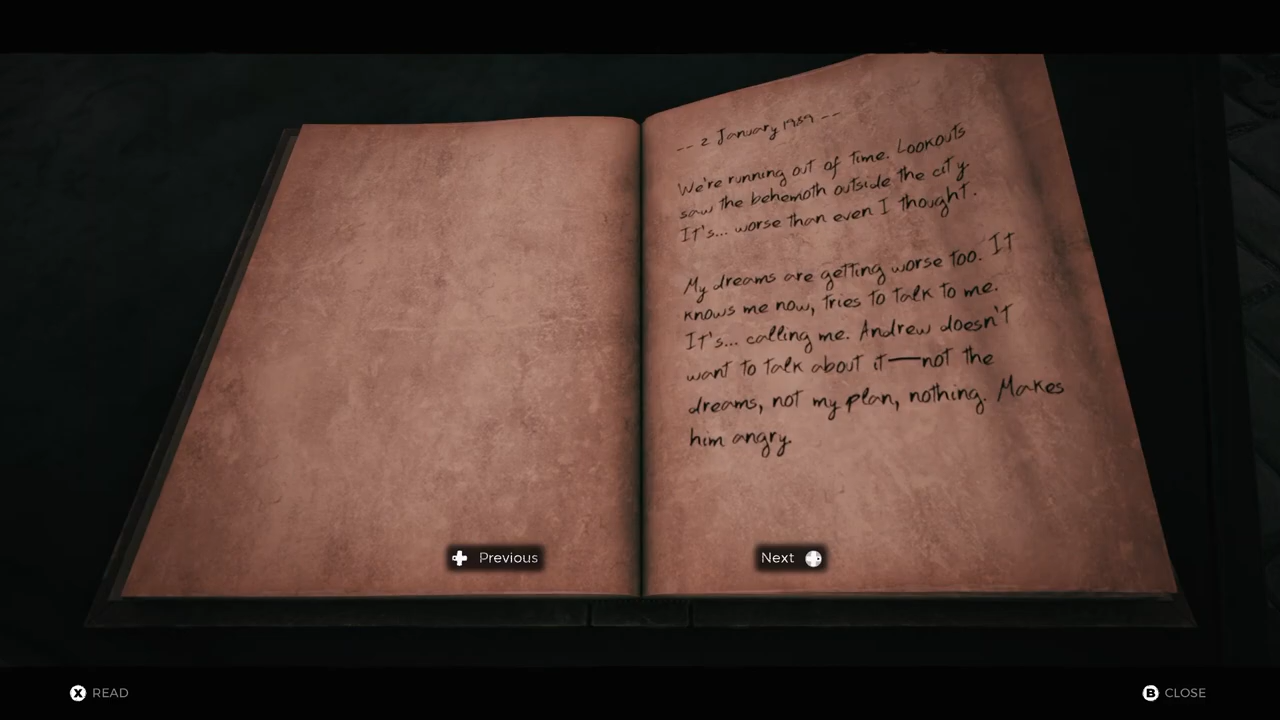 -- 2 January 1959 --
We're running out of time. Lookouts
saw the behemoth outside the city.
It's... worse than even I thought.
My dreams are getting worse too. It
knows me now, tries to talk to me.
It's... calling me. Andrew doesn't
want to talk about it—not the
dreams, not my plan, nothing. Makes
him angry.
Previous
Next
X READ
B CLOSE